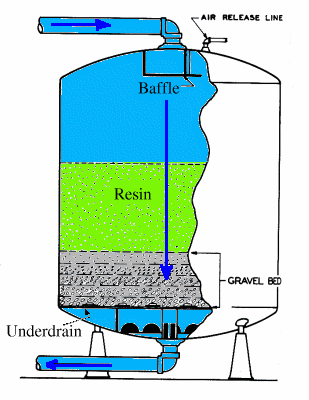 AIR RELEASE LINE
Baffle
Resin
GRAVEL BED
Underdrain